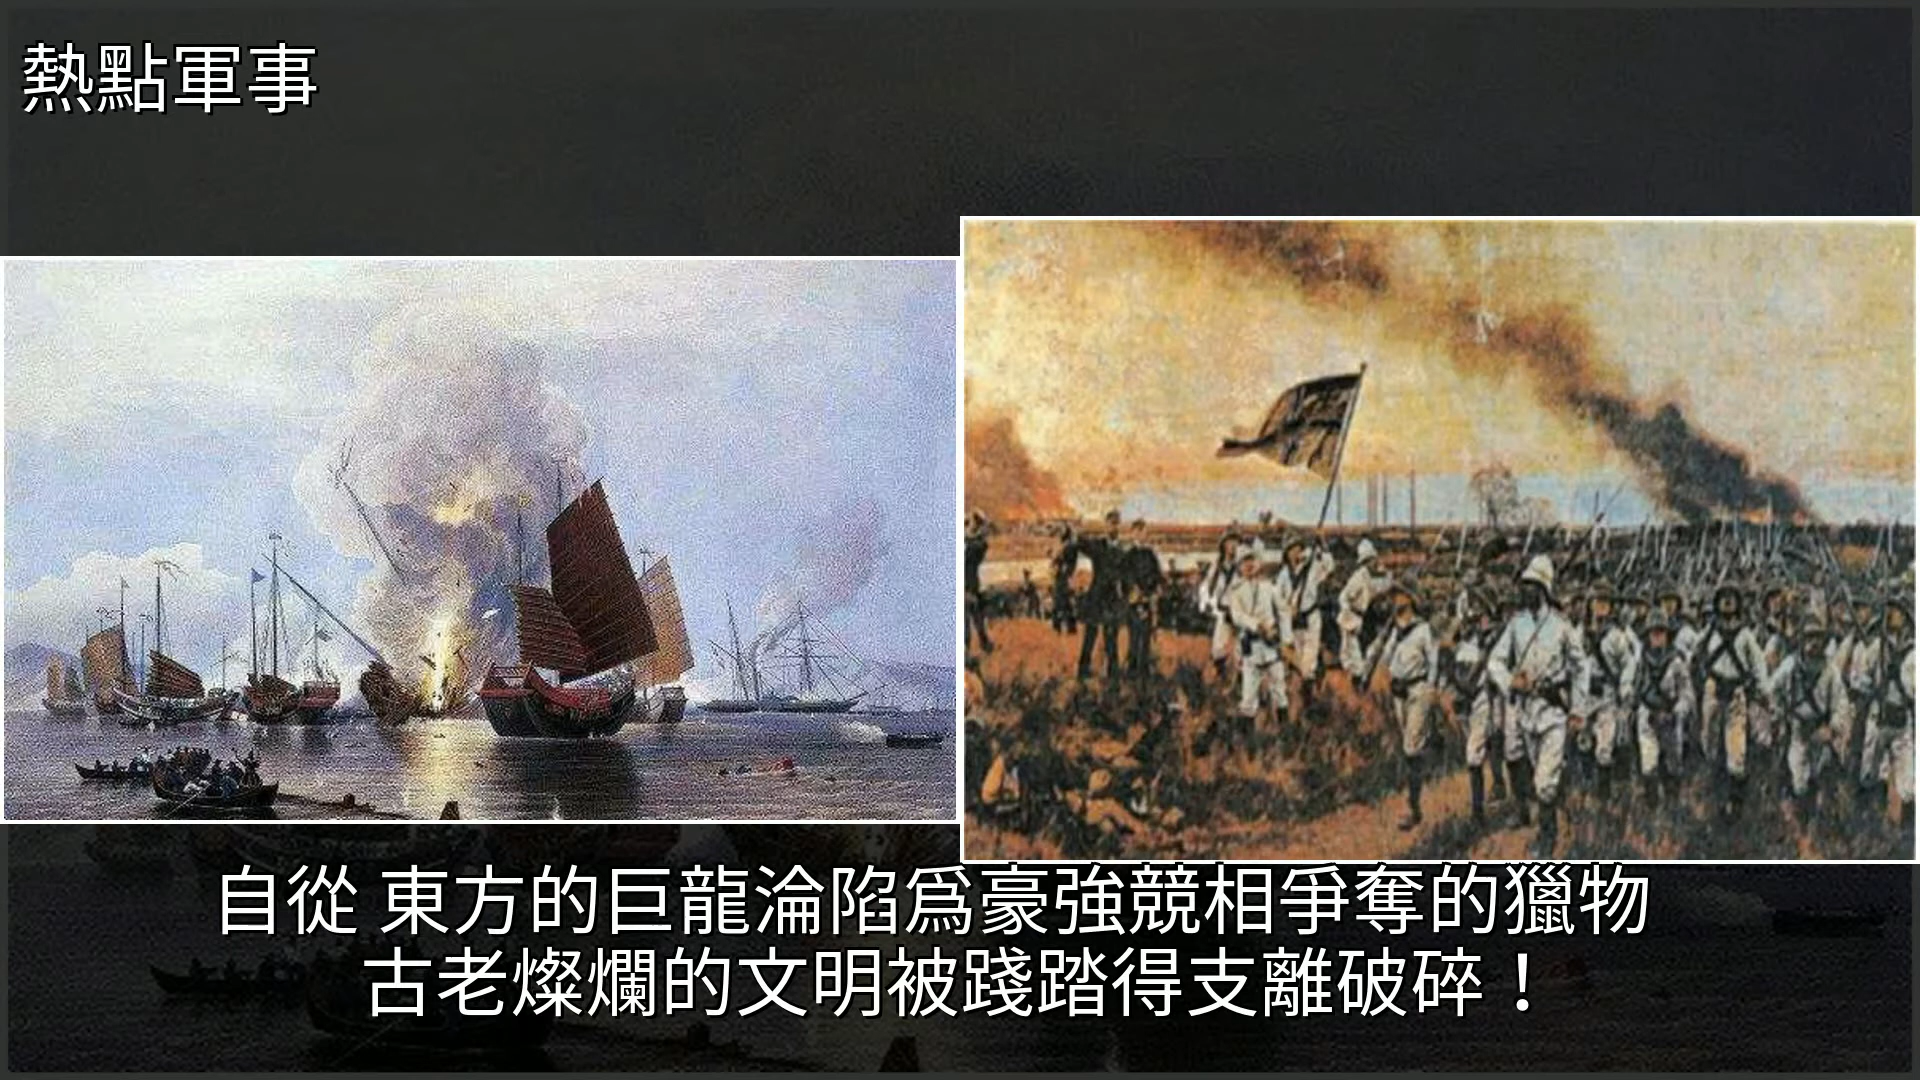 熱點軍事
自從 東方的巨龍淪陷爲豪強競相爭奪的獵物
古老燦爛的文明被踐踏得支離破碎！